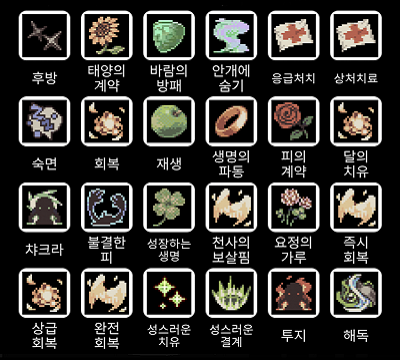 후방
태양의
계약
바람의
방패
안개에
숨기
응급처치
상처치료
숙면
회복
재생
생명의
파동
피의
계약
달의
치유
챠크라
불결한
피
성장하는
생명
천사의
보살핌
요정의
가루
즉시
회복
상급
회복
완전
회복
성스러운
치유
성스러운
결계
투지
해독